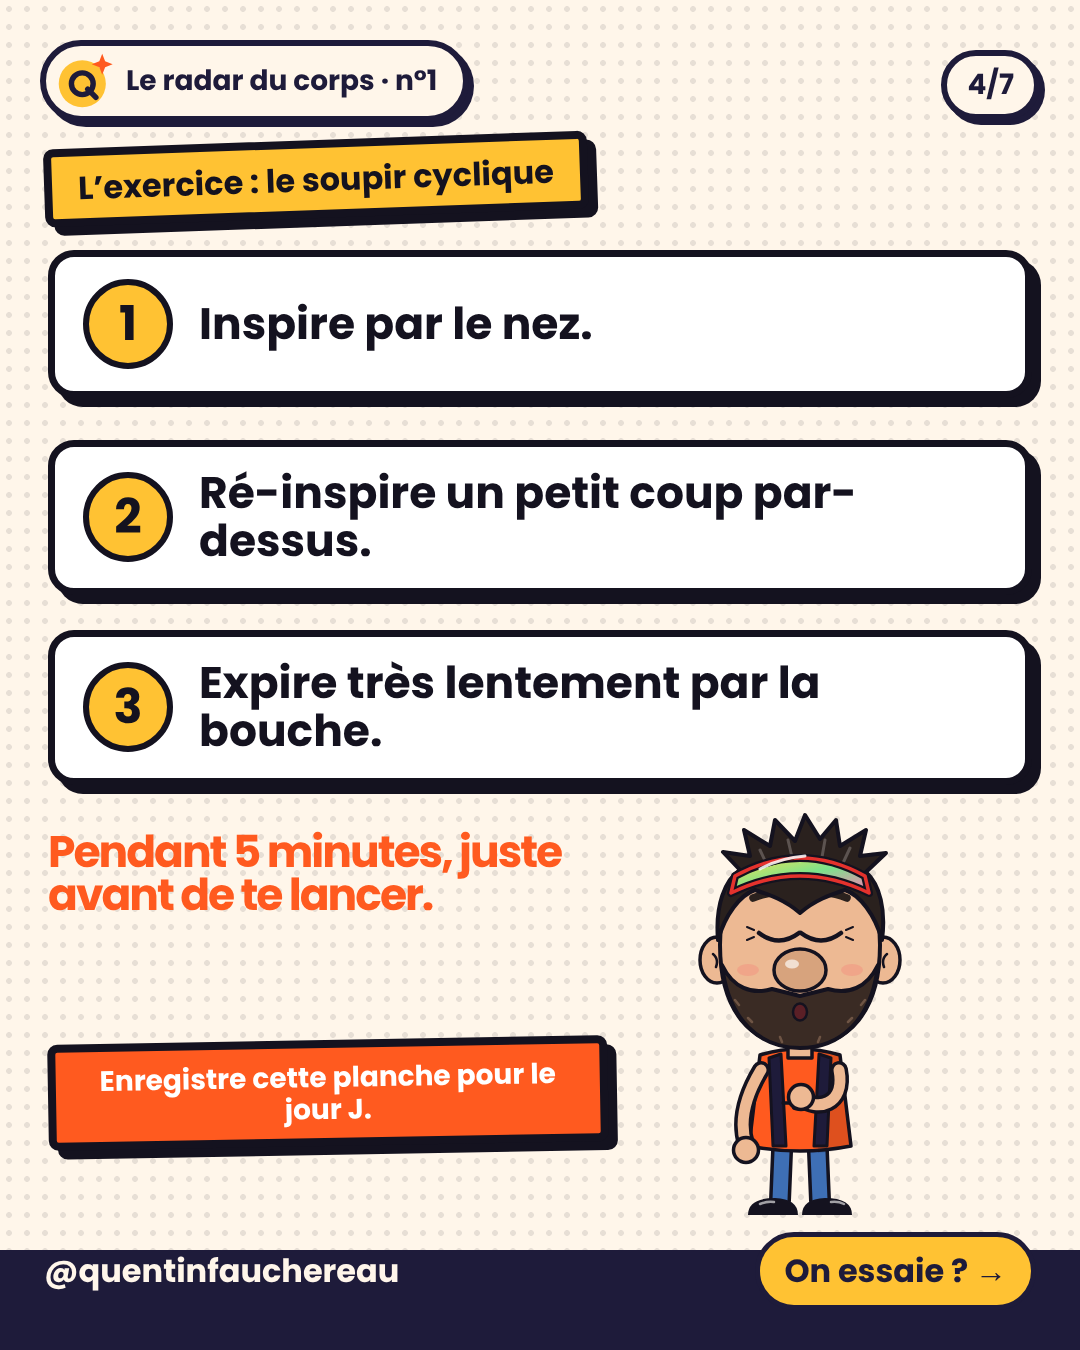 Q
Le radar du corps · n°1
4/7
L’exercice : le soupir cyclique
1
Inspire par le nez.
2
Ré-inspire un petit coup par-
dessus.
3
Expire très lentement par la
bouche.
Pendant 5 minutes, juste
avant de te lancer.
Enregistre cette planche pour le
jour J.
@quentinfauchereau
On essaie ? →